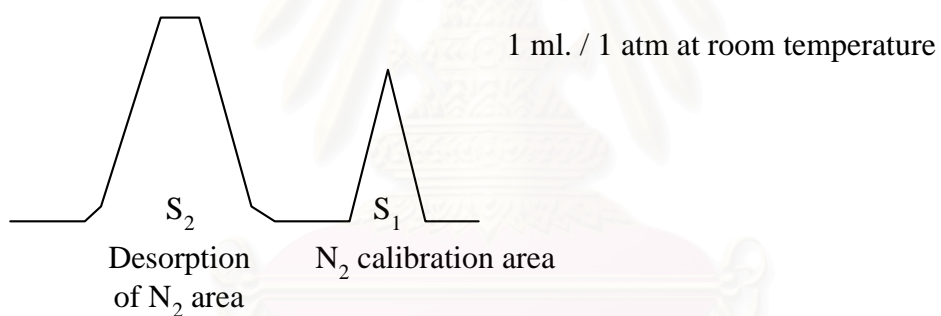 1 ml. / 1 atm at room temperature
S₂ S₁
Desorption
of N₂ area
N₂ calibration area